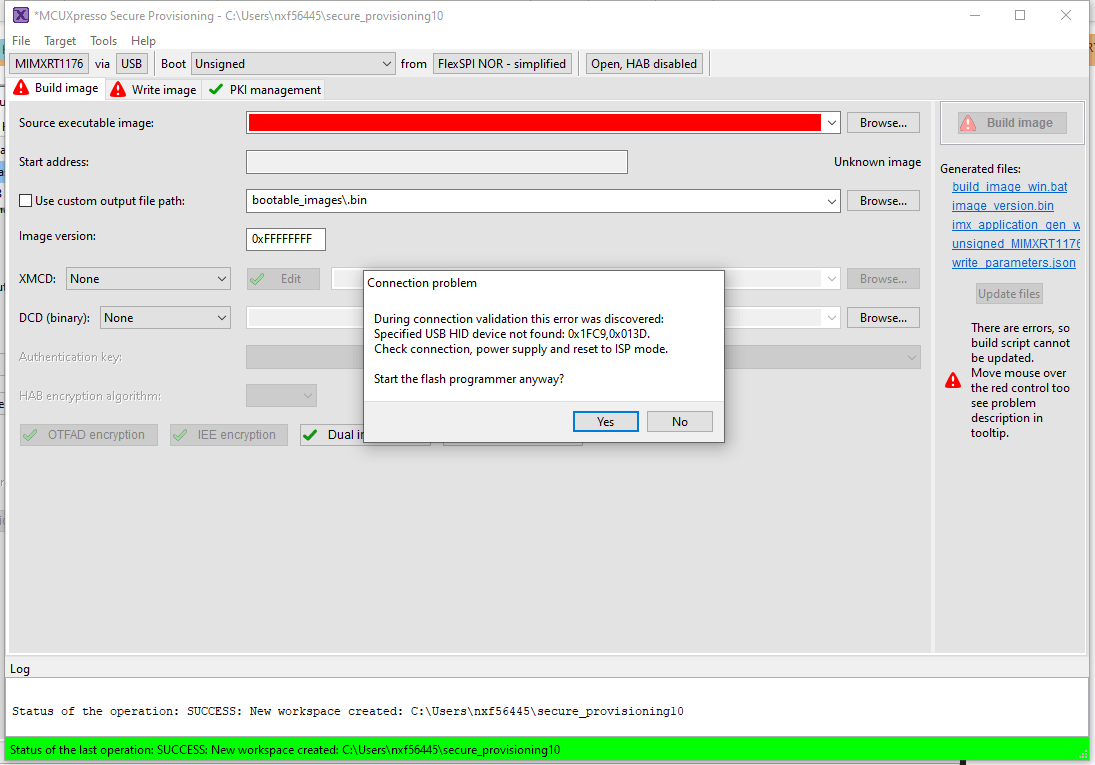 *MCUXpresso Secure Provisioning - C:\Users\nxf56445\secure_provisioning10
File Target Tools Help
MIMXRT1176 via USB Boot Unsigned from FlexSPI NOR - simplified Open, HAB disabled
Build image Write image PKI management
Source executable image: Browse...
Build image
Start address: Unknown image
Generated files:
build_image_win.bat
Use custom output file path: bootable_images\.bin Browse...
image_version.bin
imx_application_gen_w
Image version: 0xFFFFFFFF
unsigned_MIMXRT1176
write_parameters.json
XMCD: None Edit Browse...
Update files
DCD (binary): None Browse...
There are errors, so
build script cannot
be updated.
Move mouse over
the red control too
see problem
description in
tooltip.
Authentication key:
HAB encryption algorithm:
OTFAD encryption IEE encryption Dual i
Connection problem
During connection validation this error was discovered:
Specified USB HID device not found: 0x1FC9,0x013D.
Check connection, power supply and reset to ISP mode.
Start the flash programmer anyway?
Yes No
Log
Status of the operation: SUCCESS: New workspace created: C:\Users\nxf56445\secure_provisioning10
Status of the last operation: SUCCESS: New workspace created: C:\Users\nxf56445\secure_provisioning10